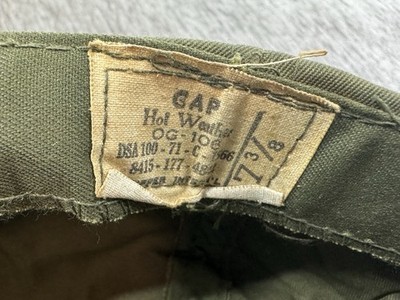 CAP
Hot Weather
OG-106
DSA 100-71-C-
8415-177-
7 3/8